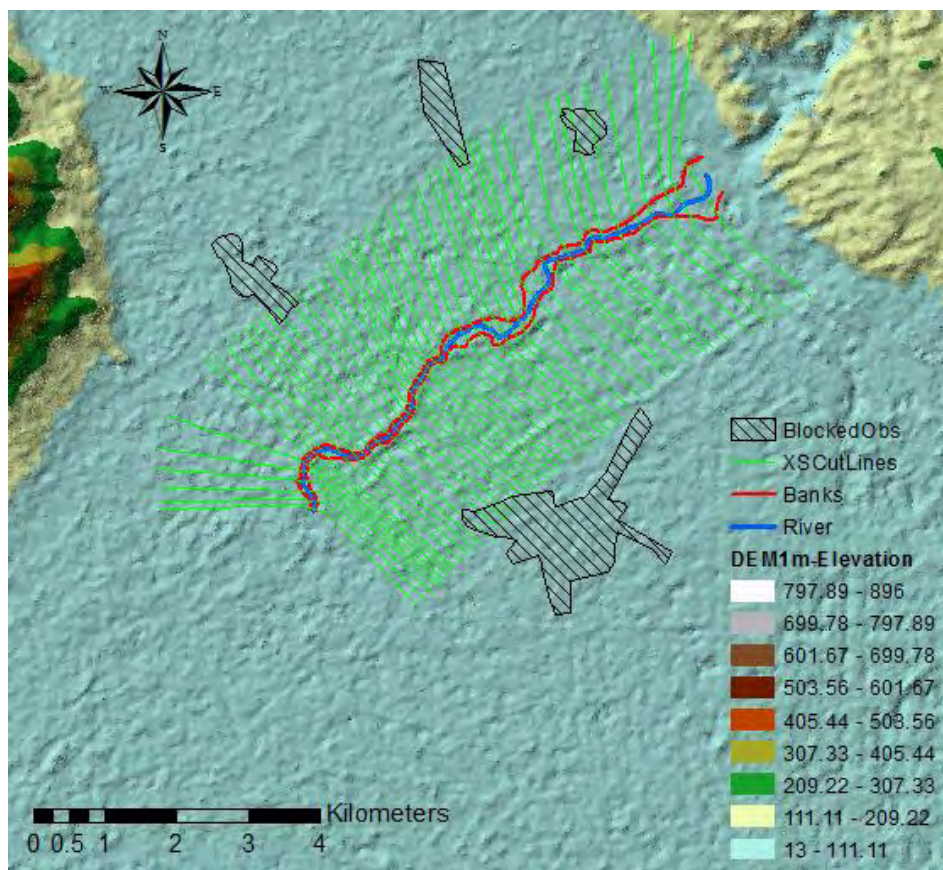 N
W E
S
BlockedObs
XSCutLines
Banks
River
DEM1m-Elevation
797.89 - 896
699.78 - 797.89
601.67 - 699.78
503.56 - 601.67
405.44 - 503.56
307.33 - 405.44
209.22 - 307.33
111.11 - 209.22
13 - 111.11
Kilometers
0 0.5 1 2 3 4